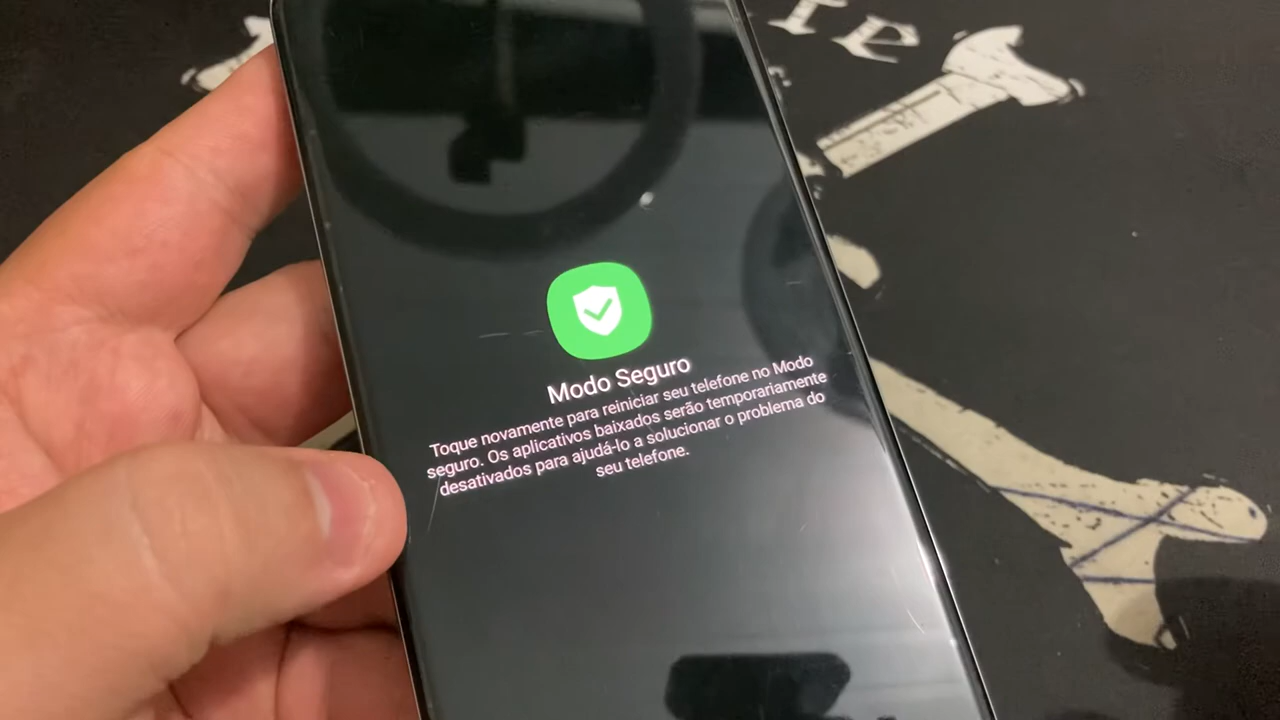 Modo Seguro
Toque novamente para reiniciar seu telefone no Modo
seguro. Os aplicativos baixados serão temporariamente
desativados para ajudá-lo a solucionar o problema do
seu telefone.